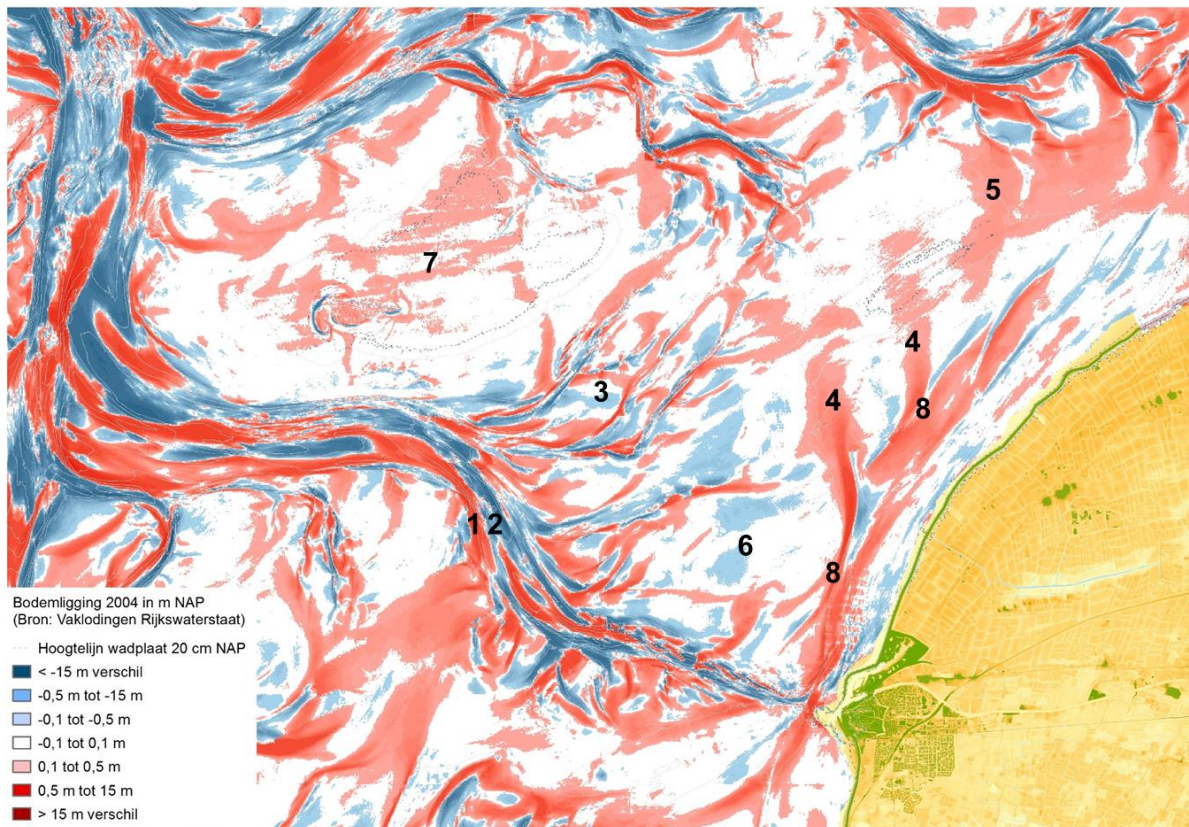 5
7
4
3
4
8
1 2
6
8
Bodemligging 2004 in m NAP
(Bron: Vaklodingen Rijkswaterstaat)
Hoogtelijn wadplaat 20 cm NAP
< -15 m verschil
-0,5 m tot -15 m
-0,1 tot -0,5 m
-0,1 tot 0,1 m
0,1 tot 0,5 m
0,5 m tot 15 m
> 15 m verschil